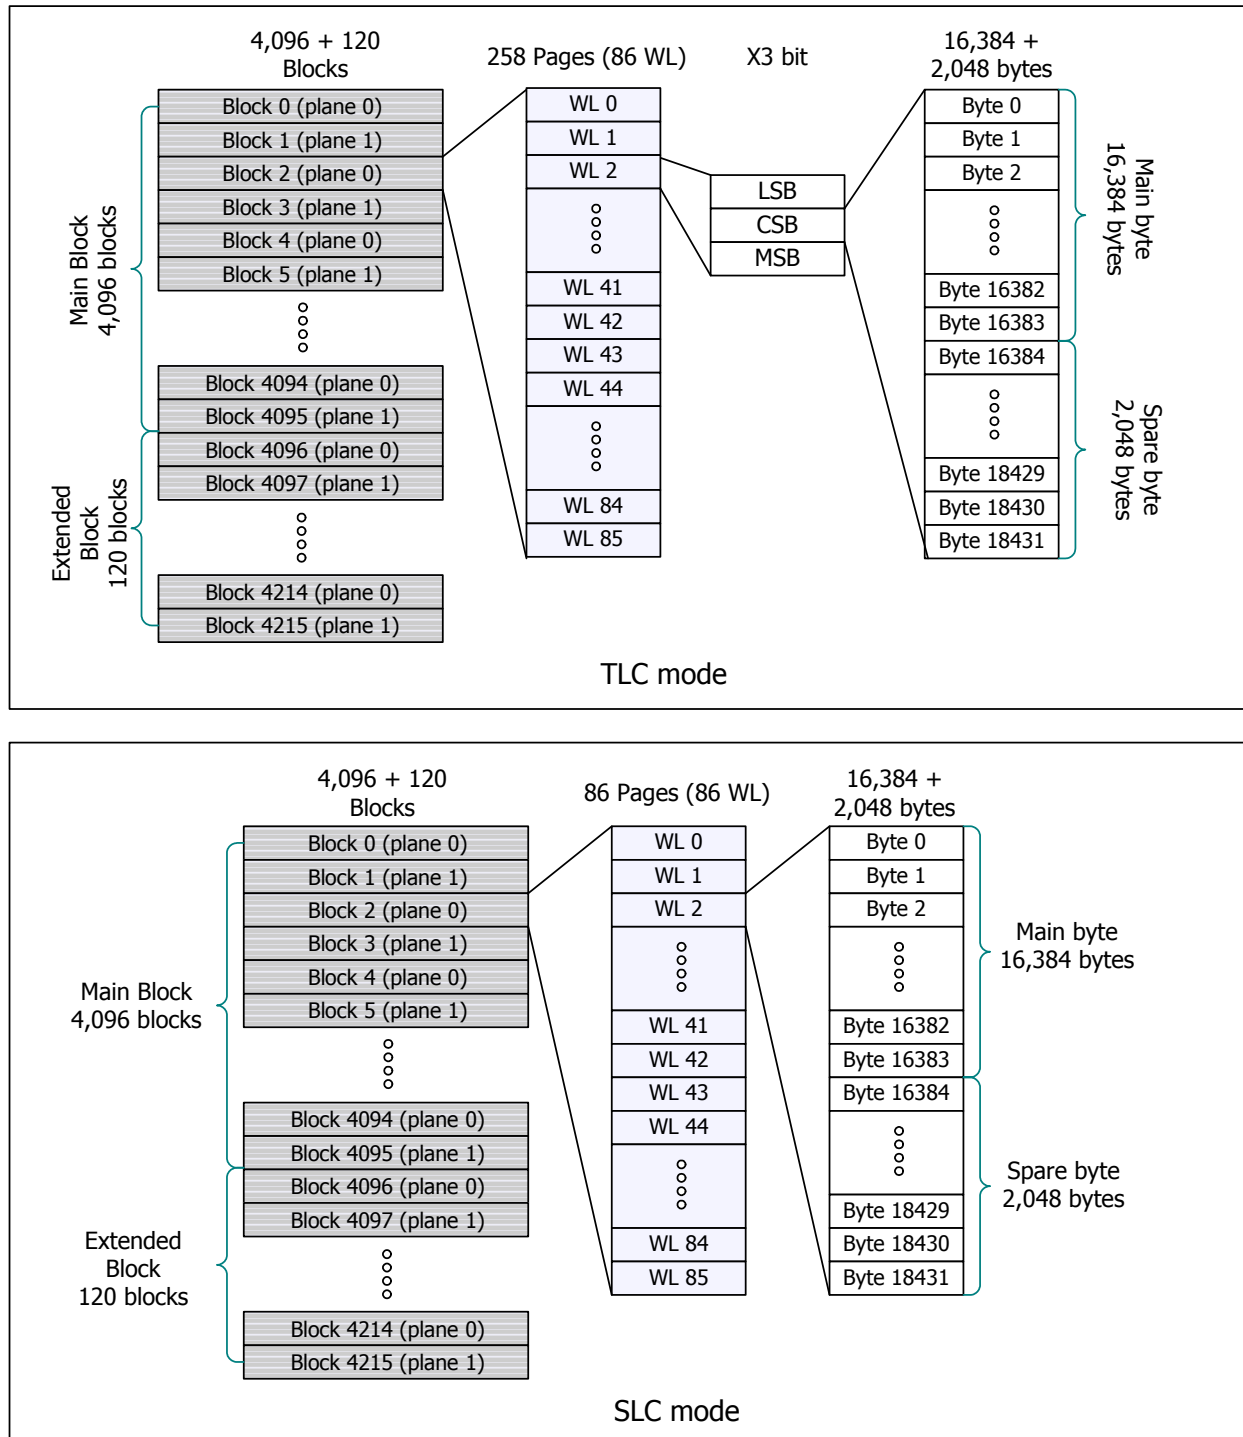 4,096 + 120
Blocks
258 Pages (86 WL)
X3 bit
16,384 +
2,048 bytes
Main Block
4,096 blocks
Extended
Block
120 blocks
Block 0 (plane 0)
Block 1 (plane 1)
Block 2 (plane 0)
Block 3 (plane 1)
Block 4 (plane 0)
Block 5 (plane 1)
Block 4094 (plane 0)
Block 4095 (plane 1)
Block 4096 (plane 0)
Block 4097 (plane 1)
Block 4214 (plane 0)
Block 4215 (plane 1)
WL 0
WL 1
WL 2
WL 41
WL 42
WL 43
WL 44
WL 84
WL 85
LSB
CSB
MSB
Byte 0
Byte 1
Byte 2
Byte 16382
Byte 16383
Byte 16384
Byte 18429
Byte 18430
Byte 18431
Main byte
16,384 bytes
Spare byte
2,048 bytes
TLC mode
4,096 + 120
Blocks
86 Pages (86 WL)
16,384 +
2,048 bytes
Main Block
4,096 blocks
Extended
Block
120 blocks
Block 0 (plane 0)
Block 1 (plane 1)
Block 2 (plane 0)
Block 3 (plane 1)
Block 4 (plane 0)
Block 5 (plane 1)
Block 4094 (plane 0)
Block 4095 (plane 1)
Block 4096 (plane 0)
Block 4097 (plane 1)
Block 4214 (plane 0)
Block 4215 (plane 1)
WL 0
WL 1
WL 2
WL 41
WL 42
WL 43
WL 44
WL 84
WL 85
Byte 0
Byte 1
Byte 2
Byte 16382
Byte 16383
Byte 16384
Byte 18429
Byte 18430
Byte 18431
Main byte
16,384 bytes
Spare byte
2,048 bytes
SLC mode